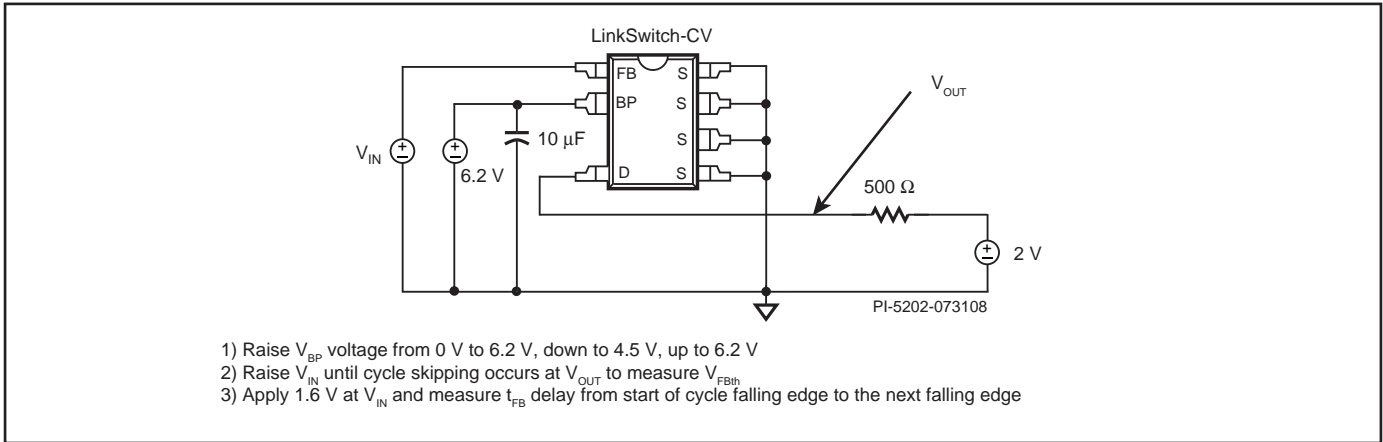 LinkSwitch-CV
FB S
BP S
S
D S
V_IN
6.2 V
10 μF
V_OUT
500 Ω
2 V
PI-5202-073108
1) Raise V_BP voltage from 0 V to 6.2 V, down to 4.5 V, up to 6.2 V
2) Raise V_IN until cycle skipping occurs at V_OUT to measure V_FBth
3) Apply 1.6 V at V_IN and measure t_FB delay from start of cycle falling edge to the next falling edge